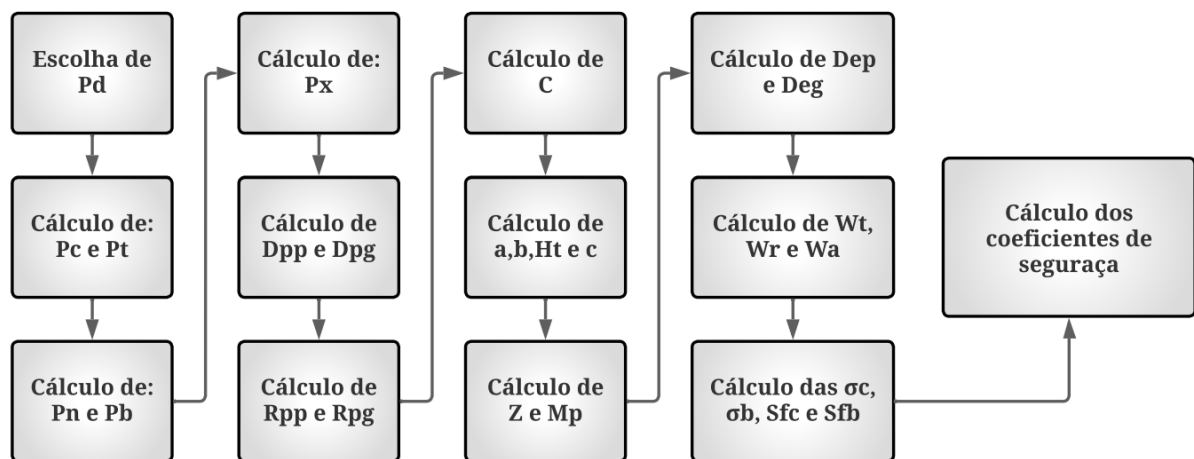 Escolha de
Pd
Cálculo de:
Pc e Pt
Cálculo de:
Pn e Pb
Cálculo de:
Px
Cálculo de
Dpp e Dpg
Cálculo de
Rpp e Rpg
Cálculo de
C
Cálculo de
a,b,Ht e c
Cálculo de
Z e Mp
Cálculo de Dep
e Deg
Cálculo de Wt,
Wr e Wa
Cálculo das σc,
σb, Sfc e Sfb
Cálculo dos
coeficientes de
seguraça